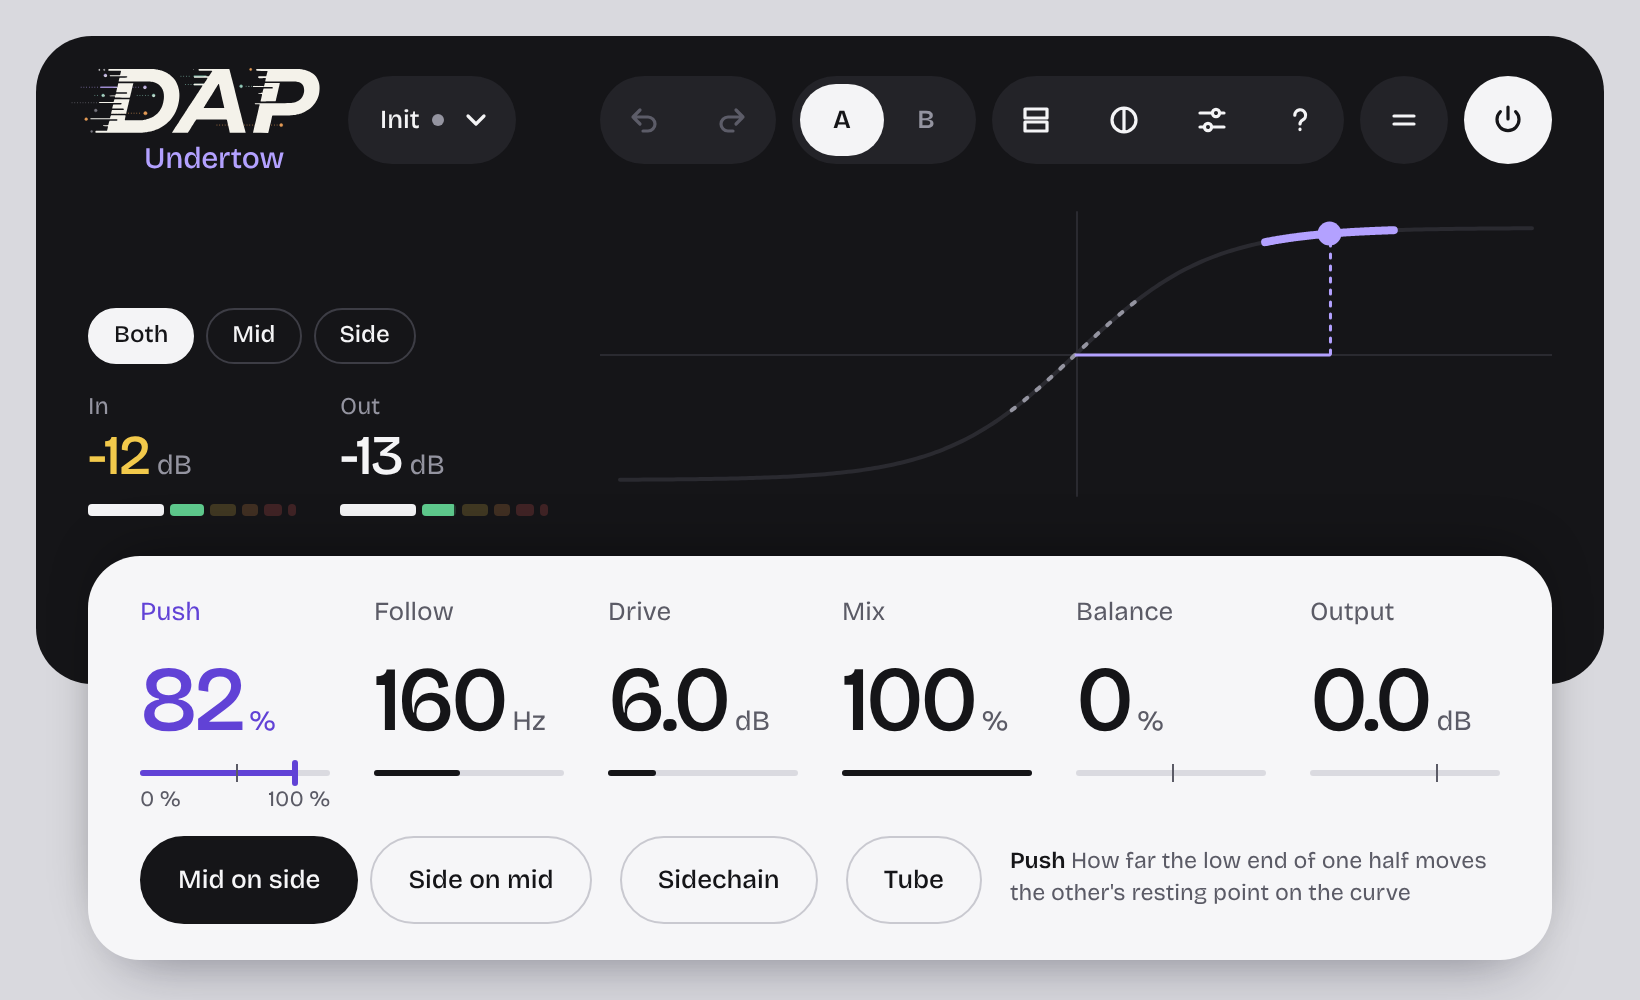 DAP
Undertow
Init
A
B
?
Both
Mid
Side
In
Out
-12 dB
-13 dB
Push
Follow
Drive
Mix
Balance
Output
82 %
160 Hz
6.0 dB
100 %
0 %
0.0 dB
0 %
100 %
Mid on side
Side on mid
Sidechain
Tube
Push How far the low end of one half moves
the other's resting point on the curve